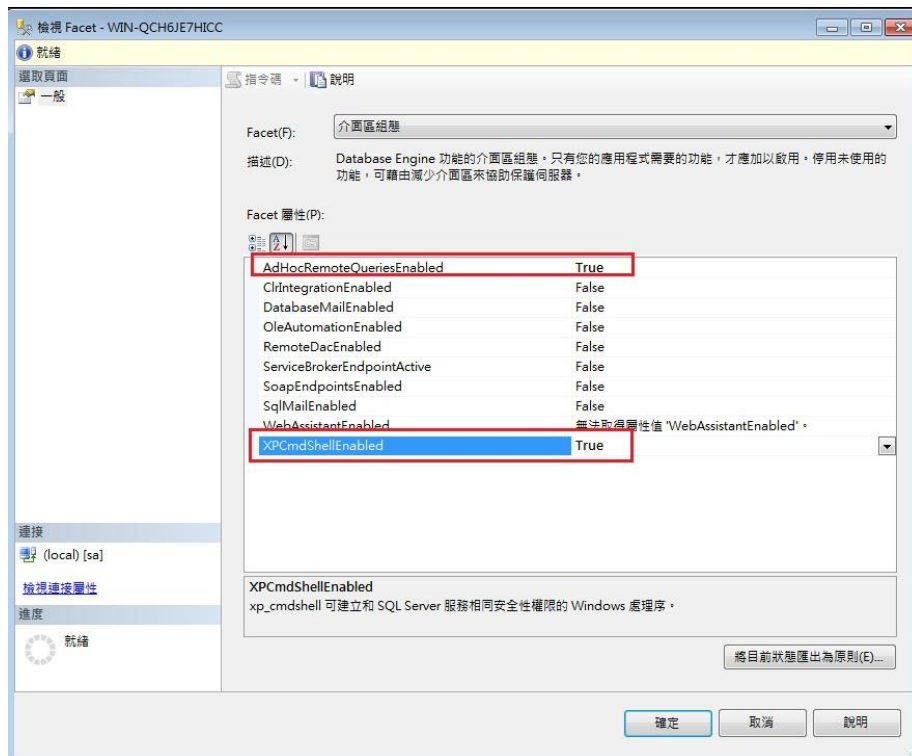 檢視 Facet - WIN-QCH6JE7HICC
就緒
選取頁面
一般
指令碼
說明
Facet(F):
介面區組態
描述(D):
Database Engine 功能的介面區組態。只有您的應用程式需要的功能，才應加以啟用。停用未使用的
功能，可藉由減少介面區來協助保護伺服器。
Facet 屬性(P):
AdHocRemoteQueriesEnabled True
ClrIntegrationEnabled False
DatabaseMailEnabled False
OleAutomationEnabled False
RemoteDacEnabled False
ServiceBrokerEndpointActive False
SoapEndpointsEnabled False
SqlMailEnabled False
WebAssistantEnabled 無法取得屬性值 'WebAssistantEnabled'。
XPCmdShellEnabled True
連接
(local) [sa]
檢視連接屬性
進度
就緒
XPCmdShellEnabled
xp_cmdshell 可建立和 SQL Server 服務相同安全性權限的 Windows 處理序。
將目前狀態匯出為原則(E)...
確定
取消
說明